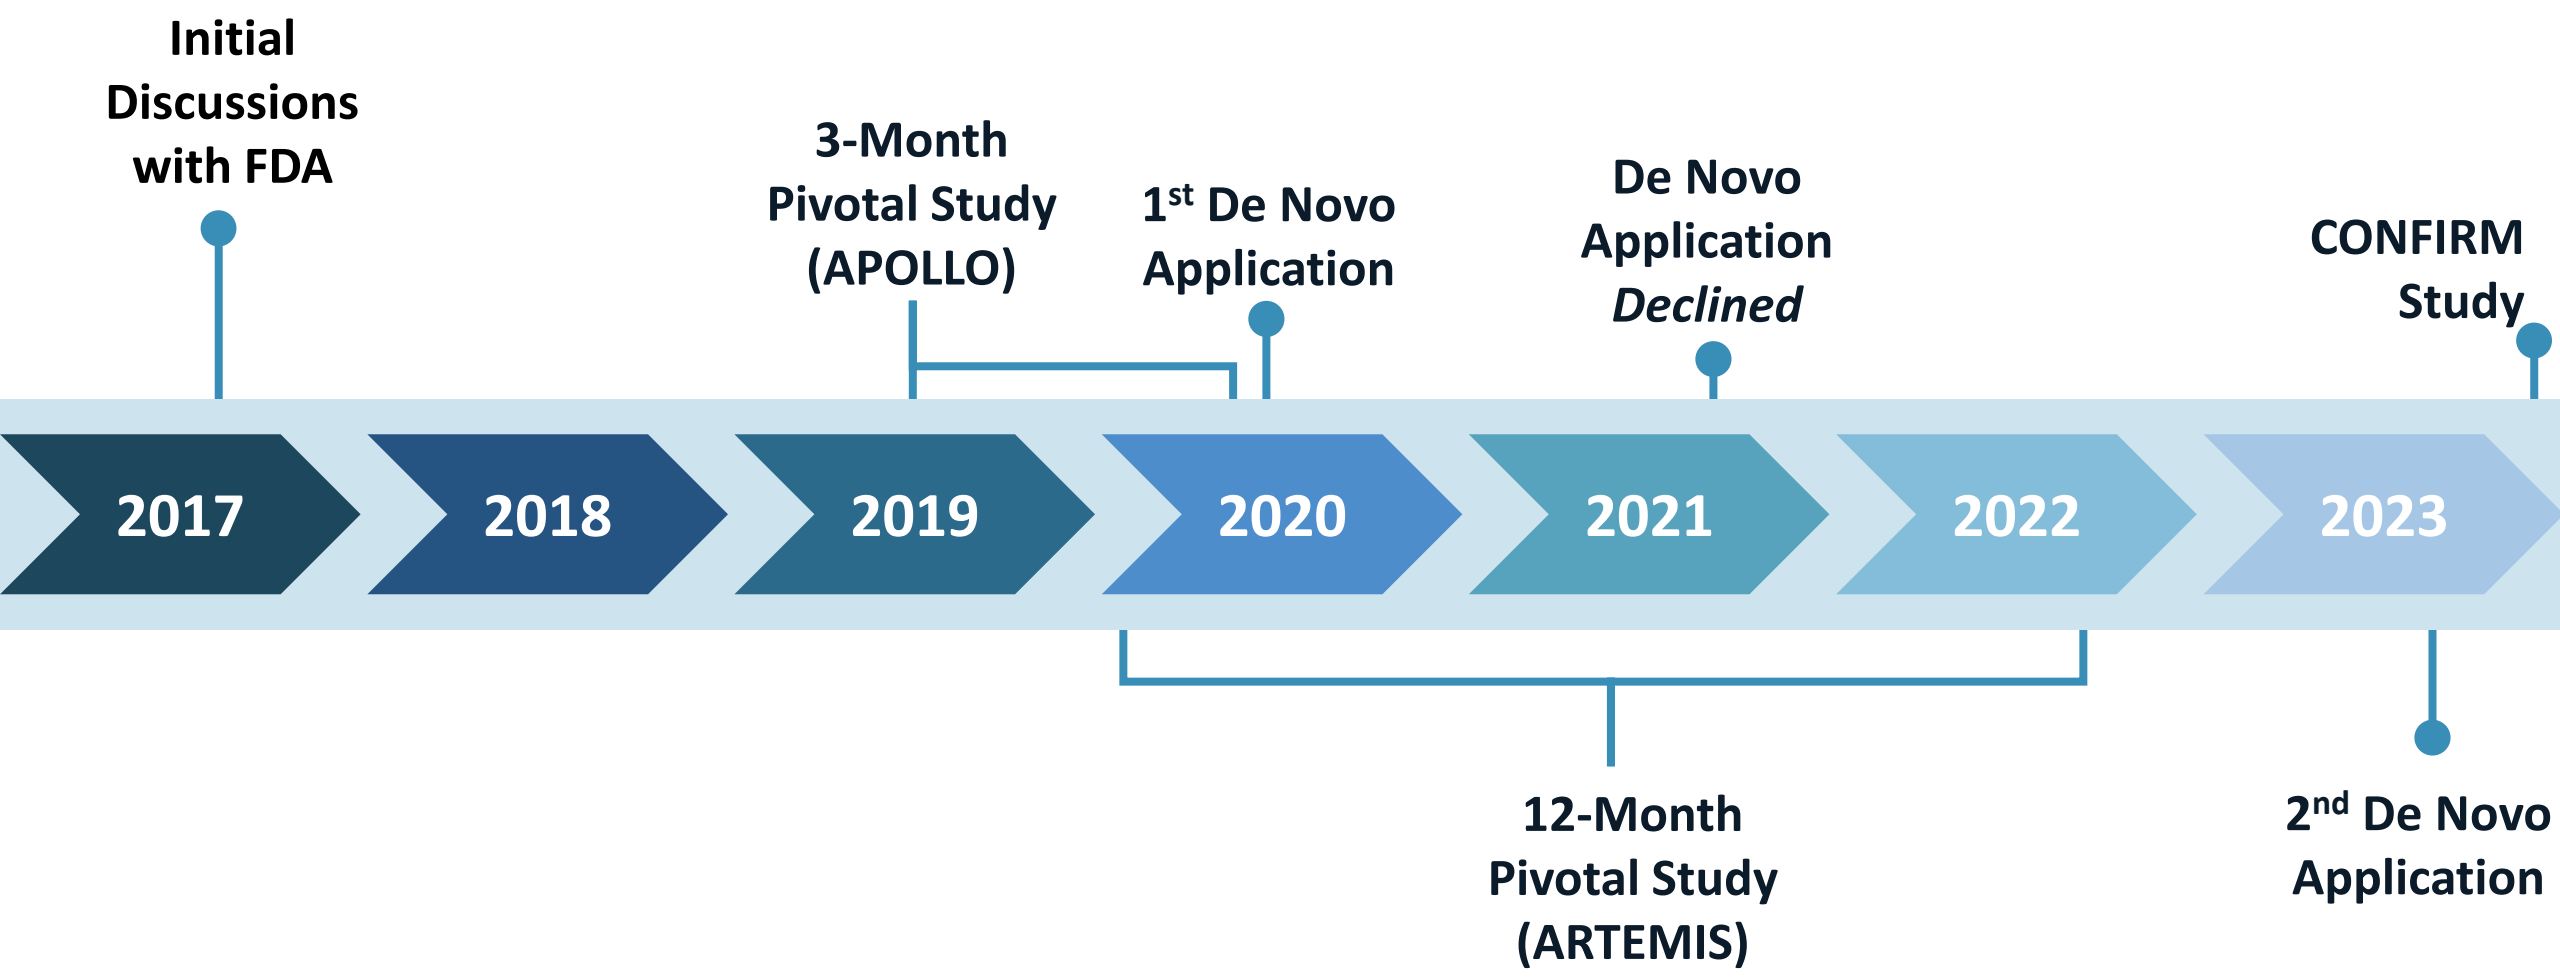 Initial
Discussions
with FDA
3-Month
Pivotal Study
(APOLLO)
1st De Novo
Application
De Novo
Application
Declined
CONFIRM
Study
2017
2018
2019
2020
2021
2022
2023
12-Month
Pivotal Study
(ARTEMIS)
2nd De Novo
Application